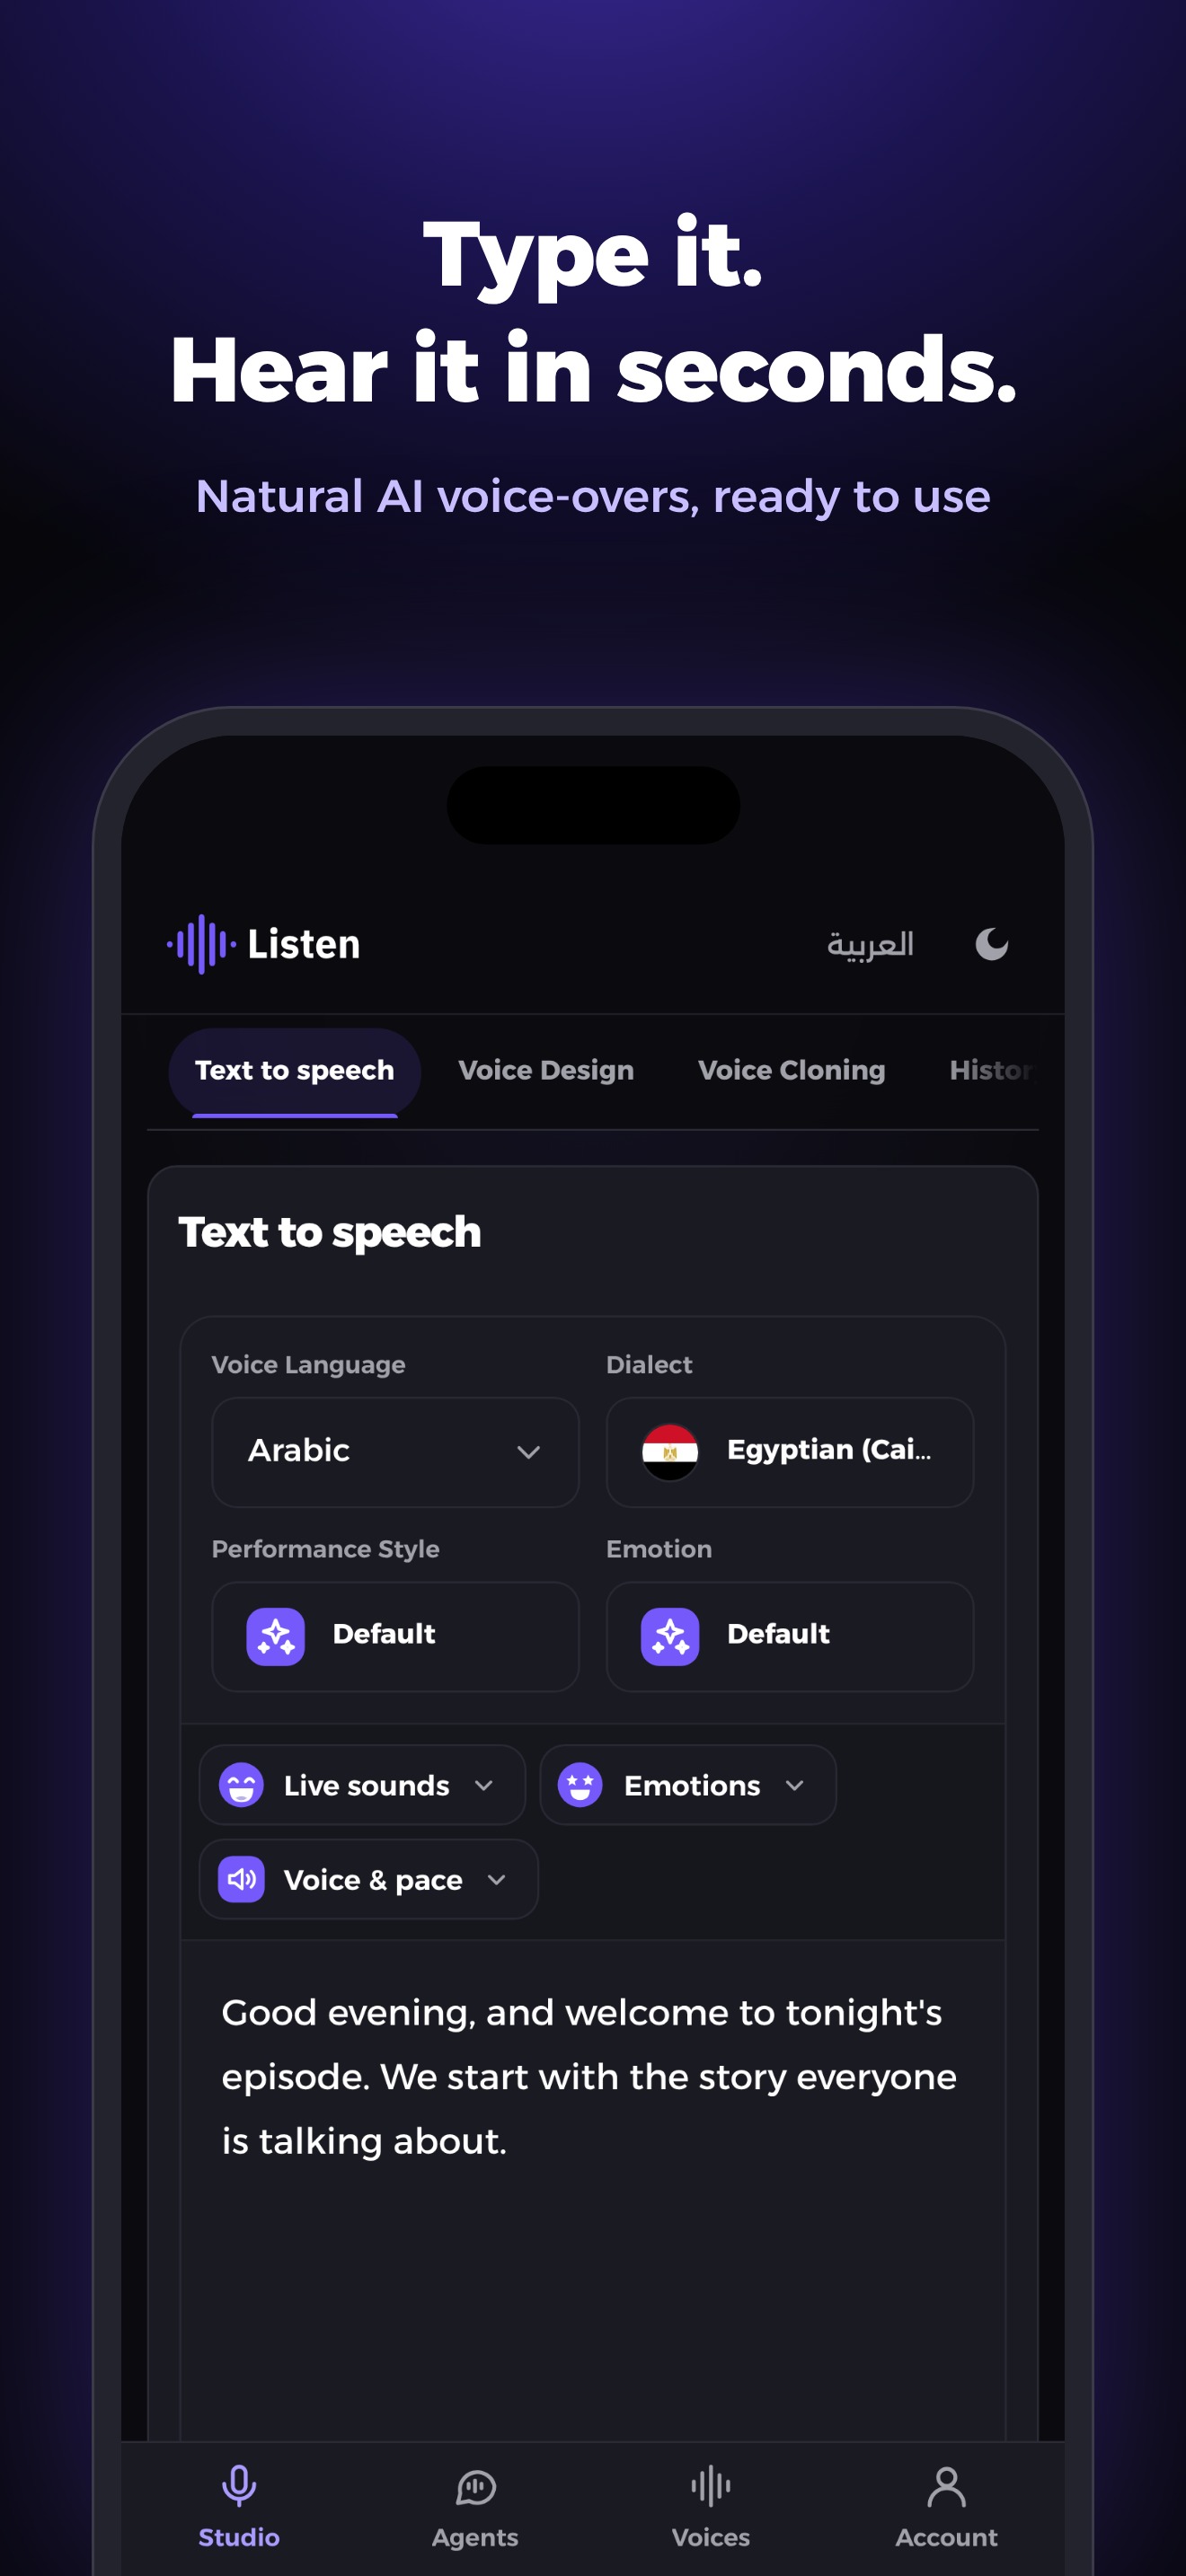 Type it.
Hear it in seconds.
Natural AI voice-overs, ready to use
Listen
العربية
Text to speech
Voice Design
Voice Cloning
Histor
Text to speech
Voice Language
Dialect
Arabic
Egyptian (Cai...
Performance Style
Emotion
Default
Default
Live sounds
Emotions
Voice & pace
Good evening, and welcome to tonight's
episode. We start with the story everyone
is talking about.
Studio
Agents
Voices
Account